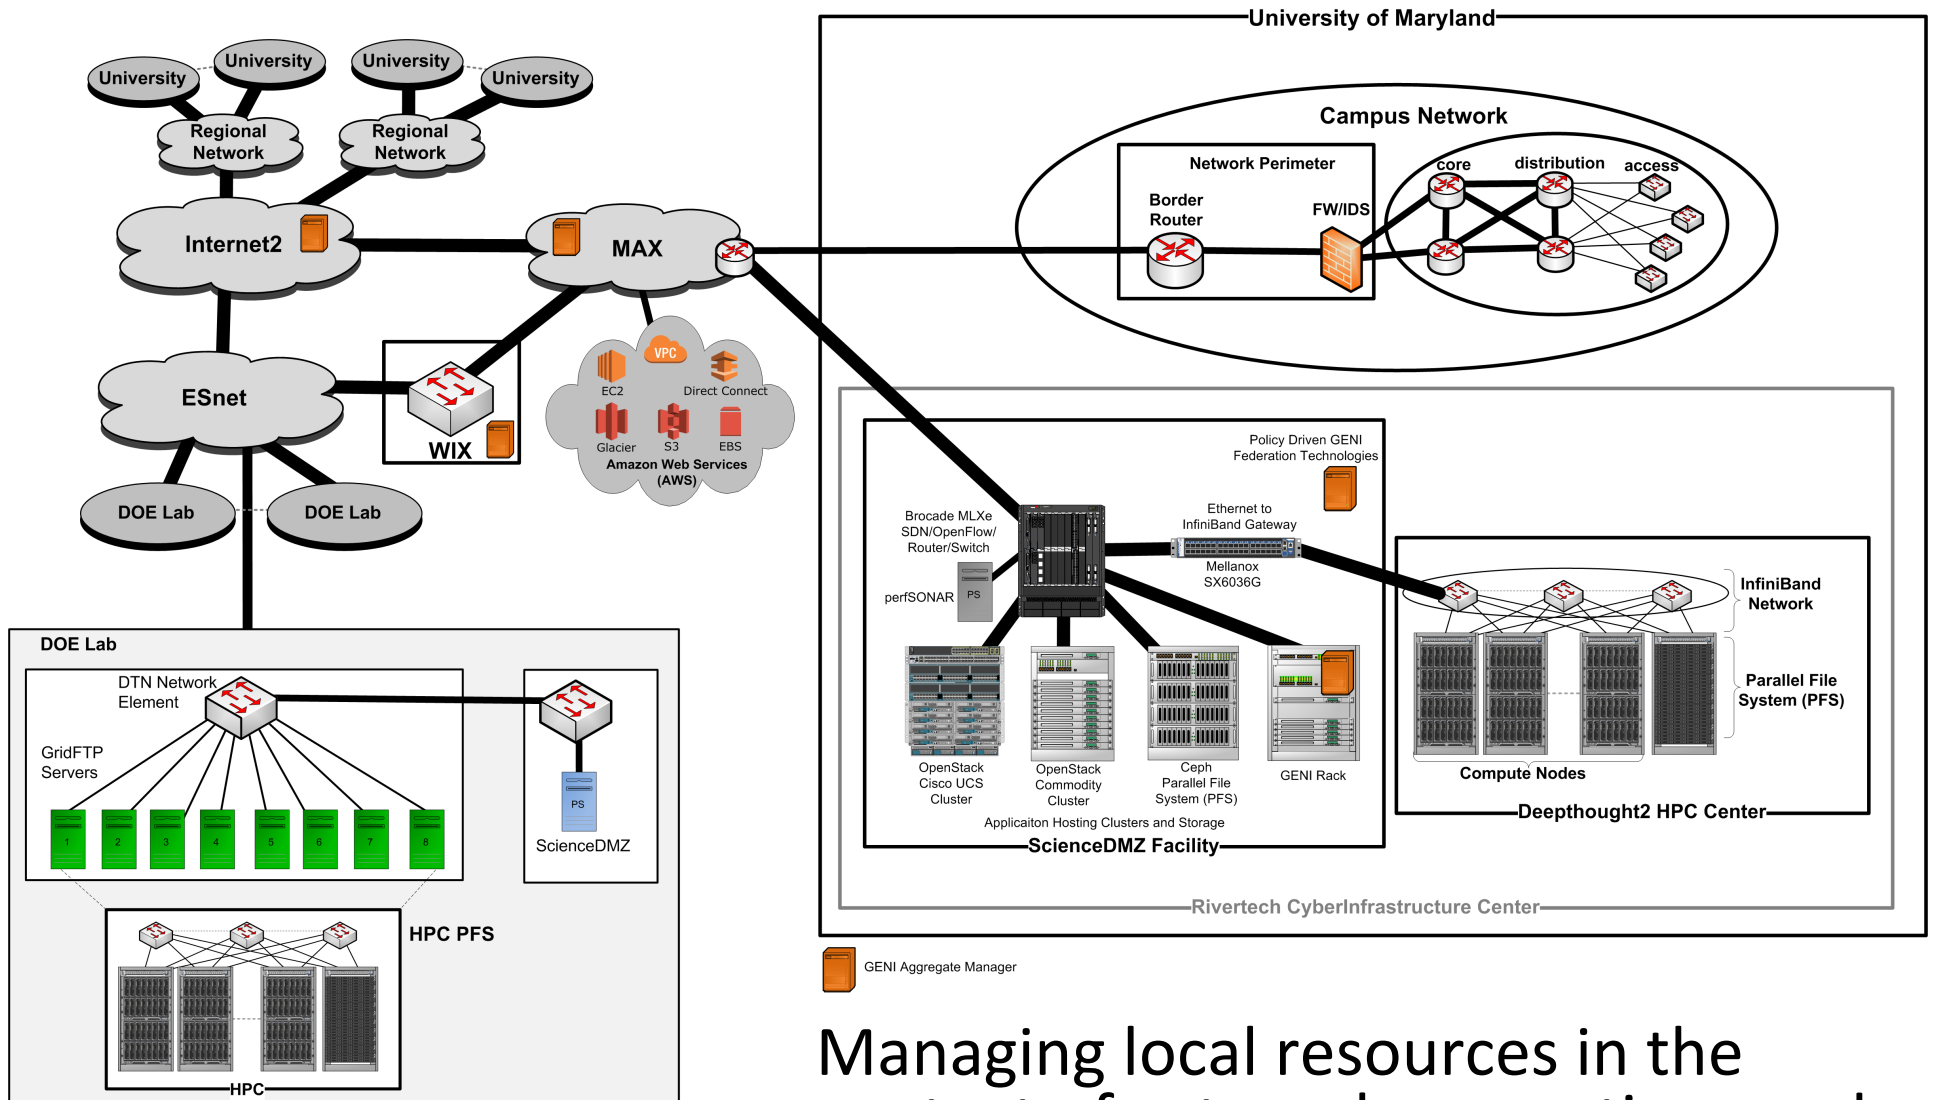 University of Maryland
University
University
University
University
Regional
Network
Regional
Network
Internet2
MAX
ESnet
WIX
DOE Lab
DOE Lab
VPC
EC2
Direct Connect
Glacier
S3
EBS
Amazon Web Services
(AWS)
Campus Network
Network Perimeter
Border
Router
FW/IDS
core
distribution
access
Policy Driven GENI
Federation Technologies
Brocade MLXe
SDN/OpenFlow/
Router/Switch
perfSONAR
PS
Ethernet to
InfiniBand Gateway
Mellanox
SX6036G
OpenStack
Cisco UCS
Cluster
OpenStack
Commodity
Cluster
Ceph
Parallel File
System (PFS)
GENI Rack
Applicaiton Hosting Clusters and Storage
ScienceDMZ Facility
InfiniBand
Network
Parallel File
System (PFS)
Compute Nodes
Deepthought2 HPC Center
Rivertech CyberInfrastructure Center
DOE Lab
DTN Network
Element
GridFTP
Servers
1
2
3
4
5
6
7
8
PS
ScienceDMZ
HPC PFS
HPC
GENI Aggregate Manager
Managing local resources in the